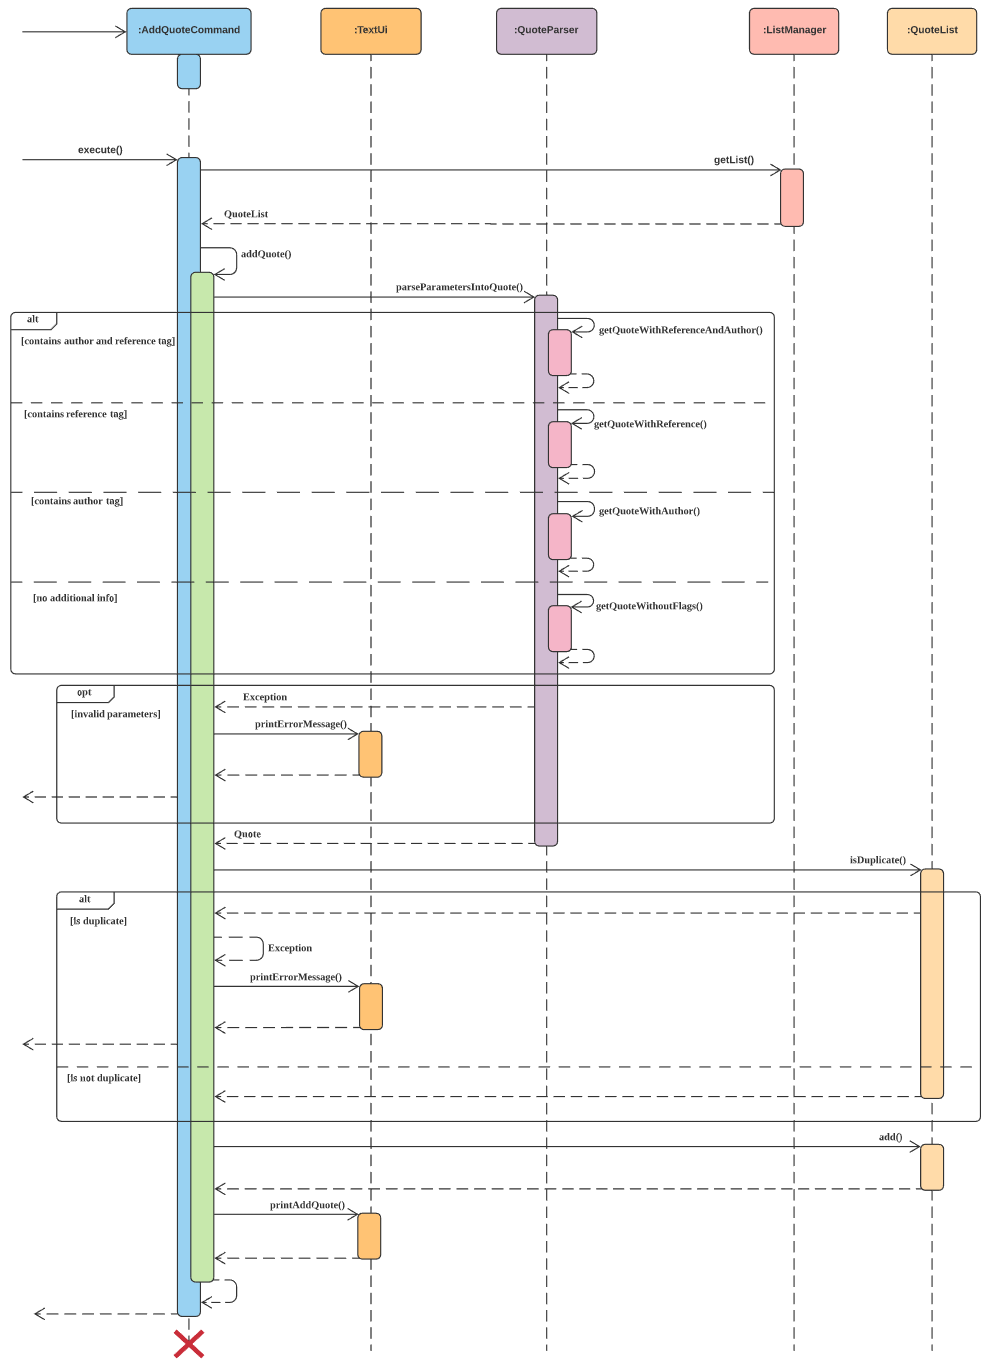 :AddQuoteCommand
:TextUi
:QuoteParser
:ListManager
:QuoteList
execute()
getList()
QuoteList
addQuote()
parseParametersIntoQuote()
alt
[contains author and reference tag]
getQuoteWithReferenceAndAuthor()
[contains reference tag]
getQuoteWithReference()
[contains author tag]
getQuoteWithAuthor()
[no additional info]
getQuoteWithoutFlags()
opt
[invalid parameters]
Exception
printErrorMessage()
Quote
isDuplicate()
alt
[Is duplicate]
Exception
printErrorMessage()
[Is not duplicate]
add()
printAddQuote()